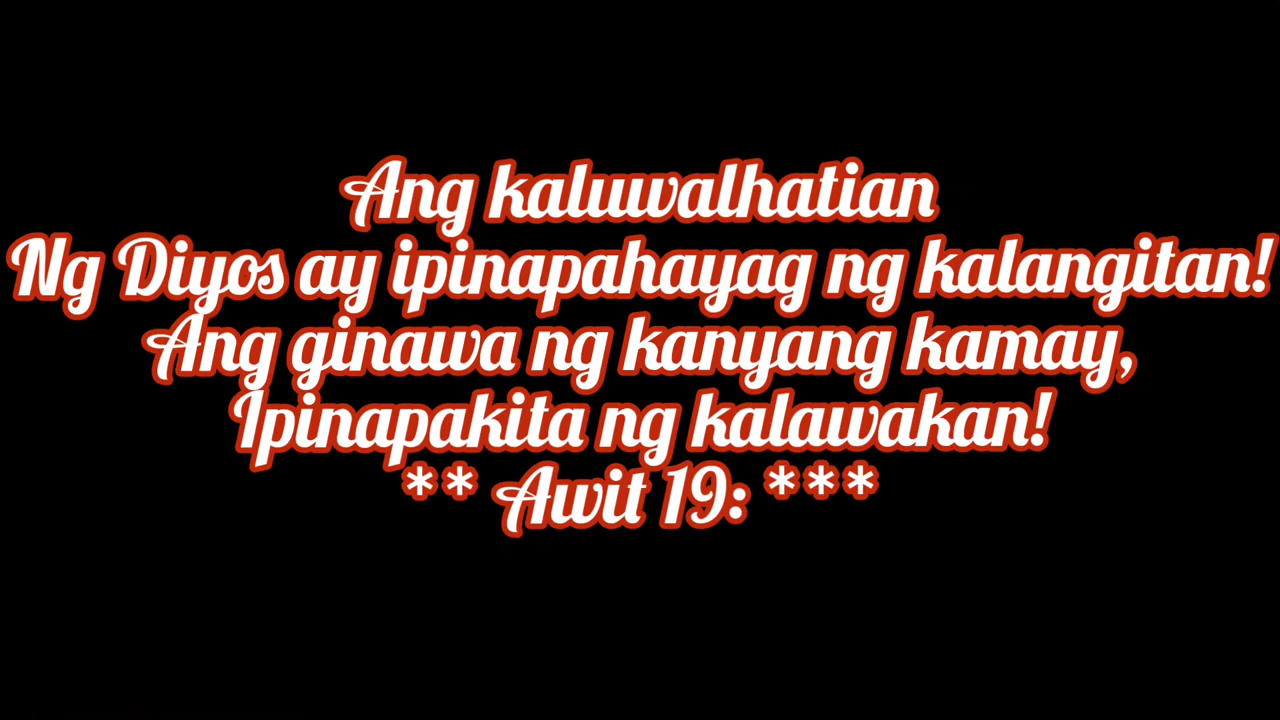 Ang kaluwalhatian
Ng Diyos ay ipinapahayag ng kalangitan!
Ang ginawa ng kanyang kamay,
Ipinapakita ng kalawakan!
** Awit 19: ***